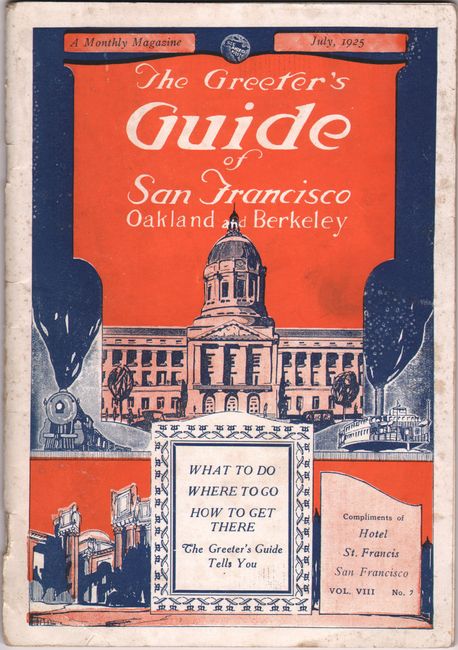 A Monthly Magazine
July, 1925
The Greeter's
Guide
of
San Francisco
Oakland and Berkeley
WHAT TO DO
WHERE TO GO
HOW TO GET
THERE
The Greeter's Guide
Tells You
Compliments of
Hotel
St. Francis
San Francisco
VOL. VIII No. 7